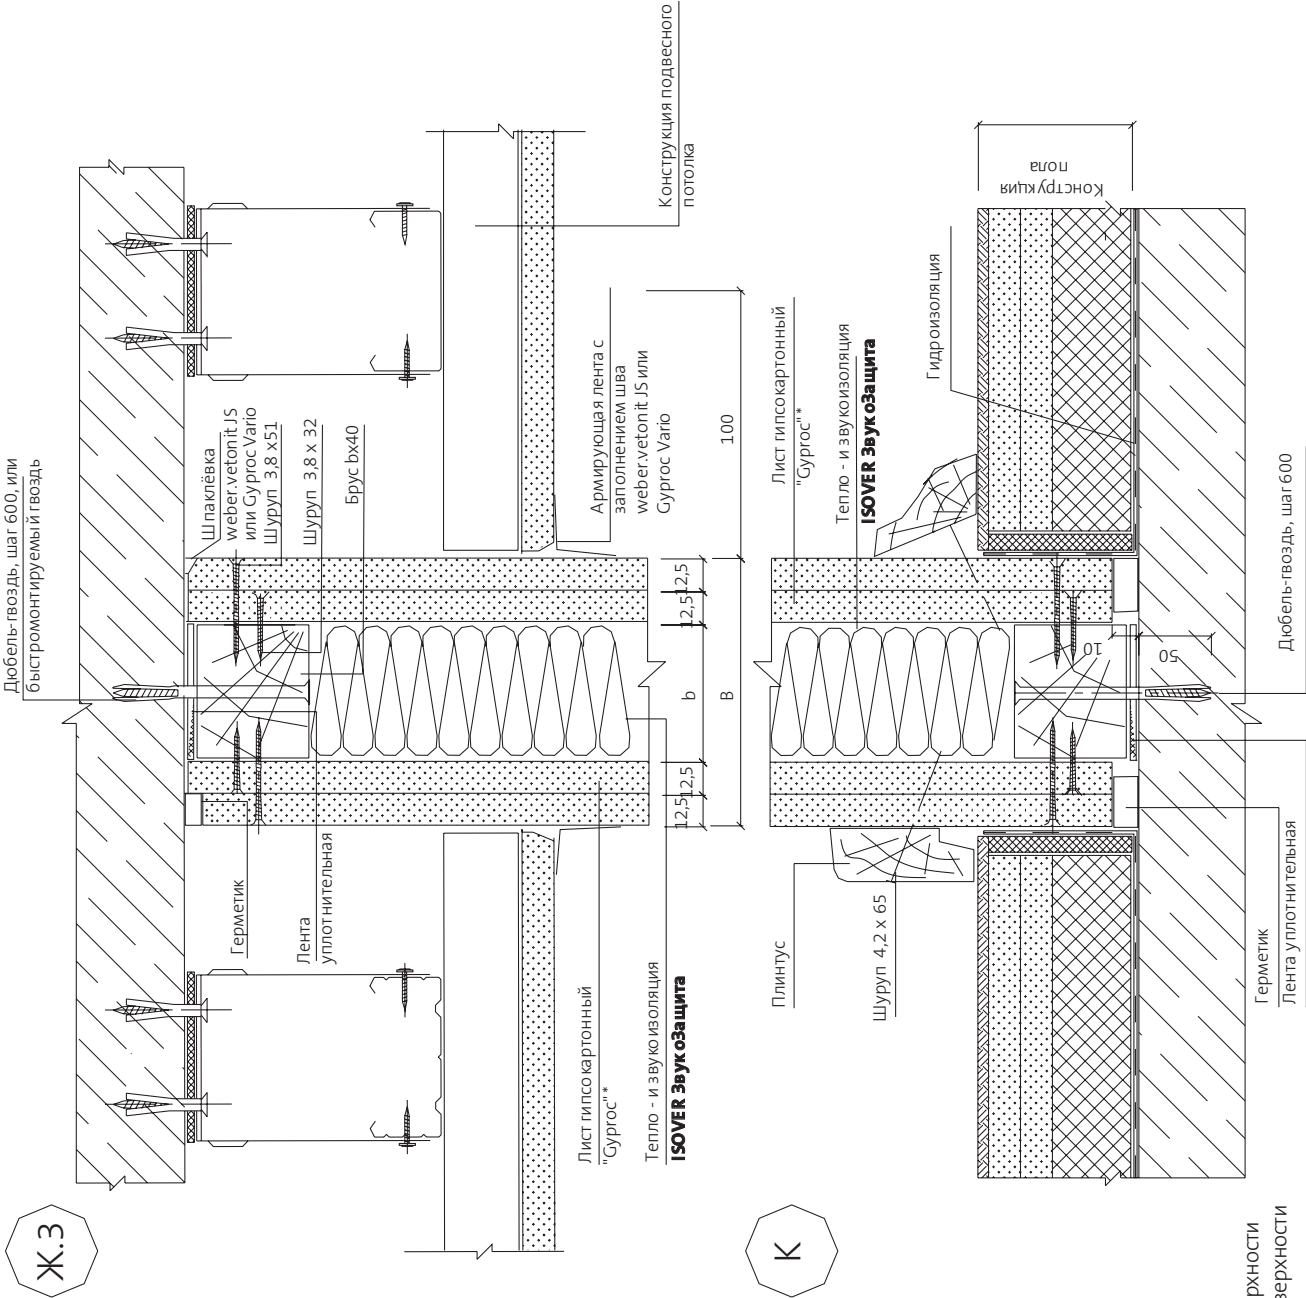 Ж.3
Дюбель-гвоздь, шаг 600, или
быстромонтируемый гвоздь
Шпаклёвка
weber.vetonit JS
или Gyproc Vario
Шуруп 3,8 x51
Шуруп 3,8 x 32
Брус bx40
Герметик
Лента
уплотнительная
Конструкция подвесного
потолка
Армирующая лента с
заполнением шва
weber.vetonit JS или
Gyproc Vario
Лист гипсокартонный
"Gyproc"*
Тепло - и звукоизоляция
ISOVER ЗвукоЗащита
12,5
12,5
b
12,5
12,5
B
100
К
Лист гипсокартонный
"Gyproc"*
Тепло - и звукоизоляция
ISOVER ЗвукоЗащита
Гидроизоляция
Конструкция
пола
Плинтус
Шуруп 4,2 x 65
10
50
Дюбель-гвоздь, шаг 600
Герметик
Лента уплотнительная
рхности
верхности